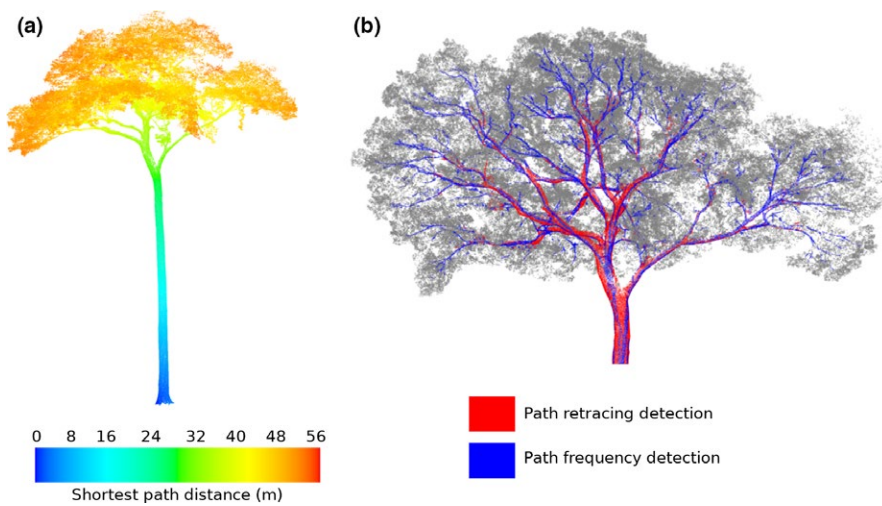 (a)
(b)
0 8 16 24 32 40 48 56
Shortest path distance (m)
Path retracing detection
Path frequency detection